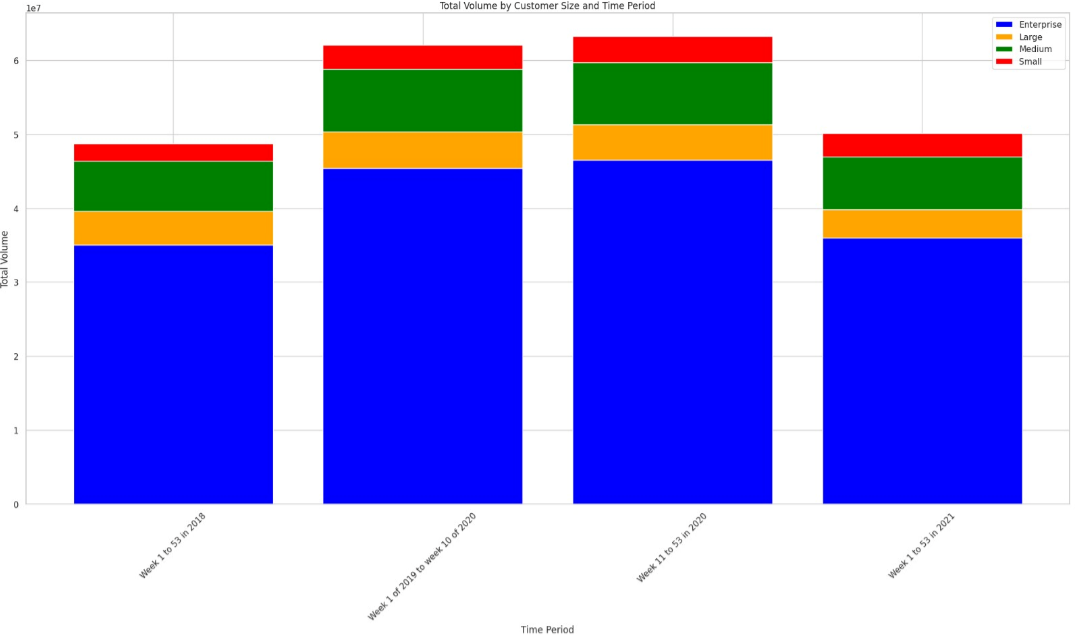 Total Volume by Customer Size and Time Period
1e7
Enterprise
Large
Medium
Small
6
5
4
3
2
1
0
Total Volume
Week 1 to 53 in 2018
Week 1 of 2019 to week 10 of 2020
Week 11 to 53 in 2020
Week 1 to 53 in 2021
Time Period